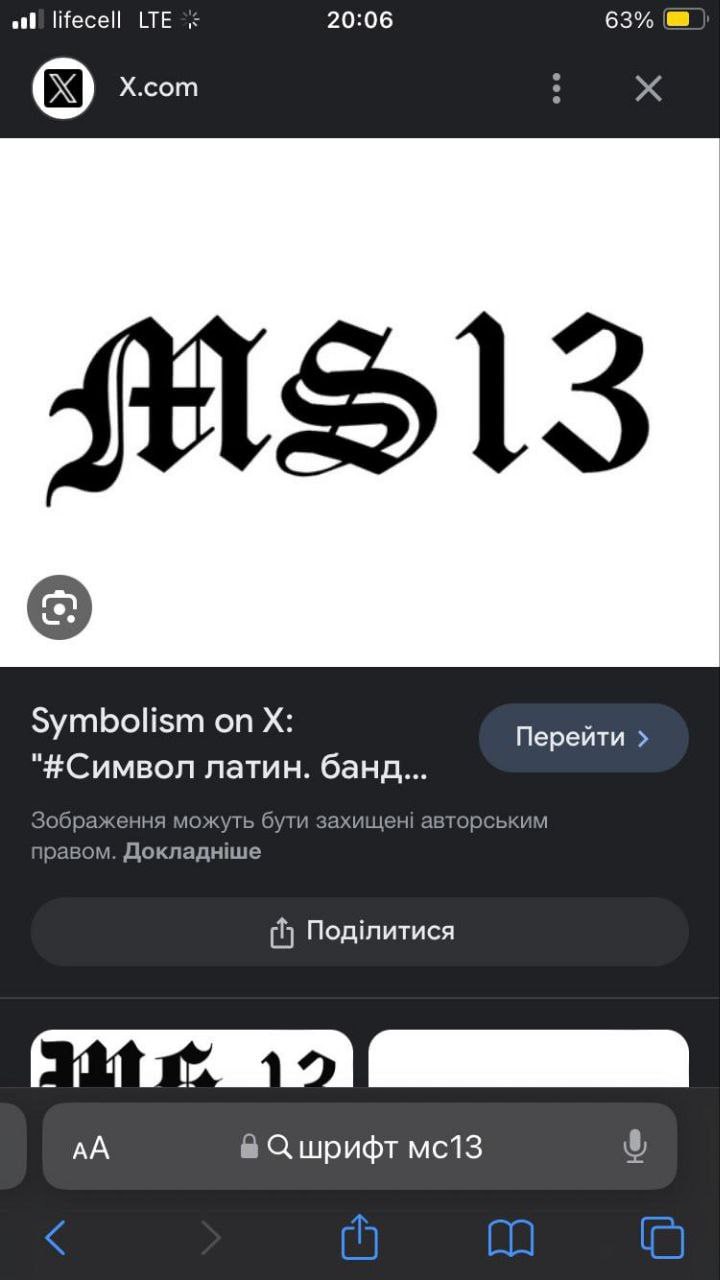 lifecell LTE 20:06 63%
X.com
MS13
Symbolism on X:
"#Символ латин. банд...
Перейти
Зображення можуть бути захищені авторським
правом. Докладніше
Поділитися
MS 13
AA шрифт мс13